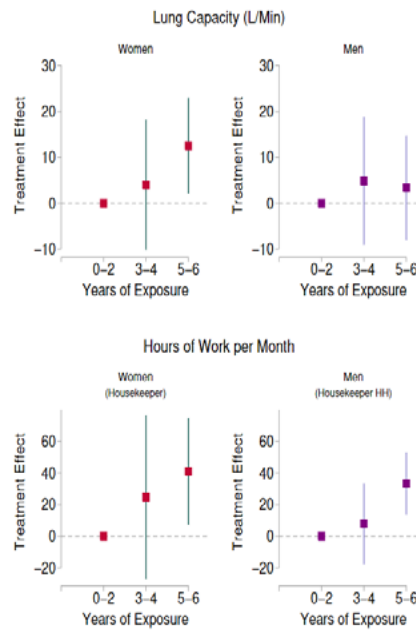 Lung Capacity (L/Min)
Women
Men
Treatment Effect
30
20
10
0
−10
0−2 3−4 5−6
Years of Exposure
Treatment Effect
30
20
10
0
−10
0−2 3−4 5−6
Years of Exposure
Hours of Work per Month
Women
(Housekeeper)
Men
(Housekeeper HH)
Treatment Effect
60
40
20
0
−20
0−2 3−4 5−6
Years of Exposure
Treatment Effect
60
40
20
0
−20
0−2 3−4 5−6
Years of Exposure